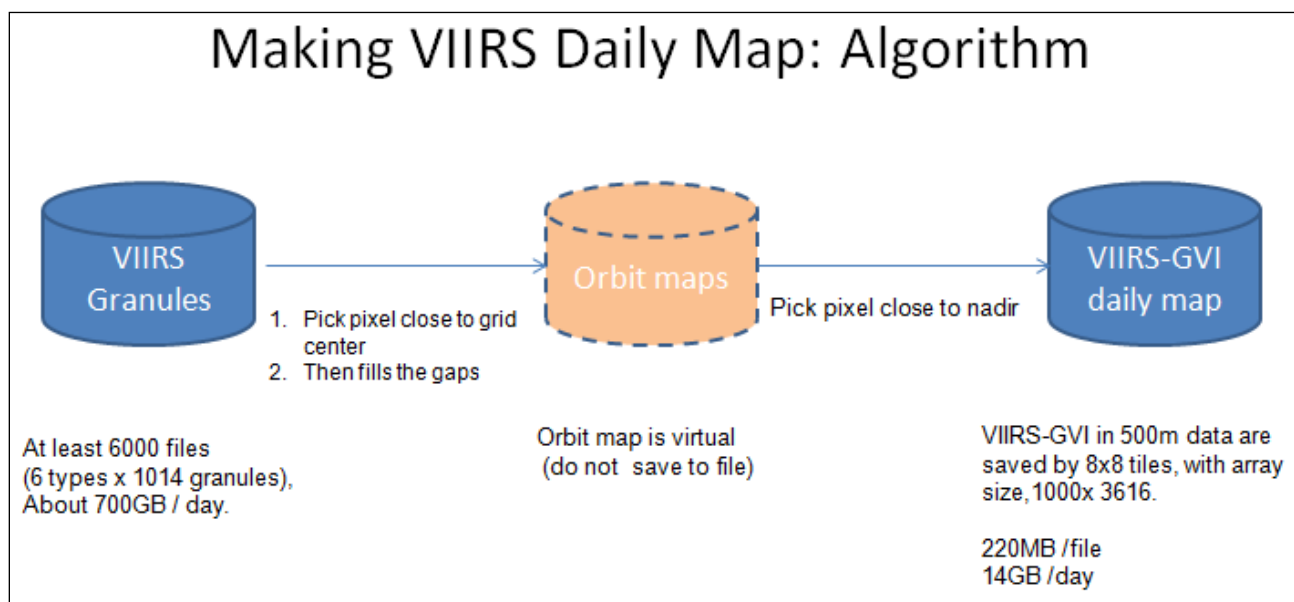 Making VIIRS Daily Map: Algorithm
VIIRS
Granules
Orbit maps
VIIRS-GVI
daily map
1. Pick pixel close to grid
center
2. Then fills the gaps
Pick pixel close to nadir
At least 6000 files
(6 types x 1014 granules),
About 700GB / day.
Orbit map is virtual
(do not save to file)
VIIRS-GVI in 500m data are
saved by 8x8 tiles, with array
size,1000x 3616.
220MB /file
14GB /day